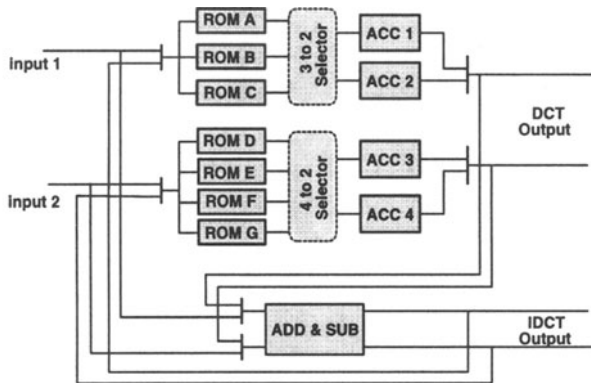 input 1
ROM A
ROM B
ROM C
3 to 2
Selector
ACC 1
ACC 2
DCT
Output
input 2
ROM D
ROM E
ROM F
ROM G
4 to 2
Selector
ACC 3
ACC 4
ADD & SUB
IDCT
Output